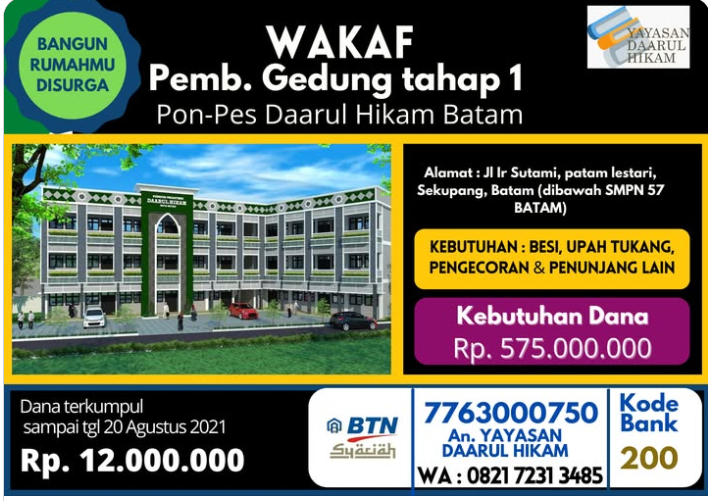 BANGUN
RUMAHMU
DISURGA
WAKAF
Pemb. Gedung tahap 1
Pon-Pes Daarul Hikam Batam
YAYASAN
DAARUL
HIKAM
DAARUL HIKAM
Alamat : Jl Ir Sutami, patam lestari,
Sekupang, Batam (dibawah SMPN 57
BATAM)
KEBUTUHAN : BESI, UPAH TUKANG,
PENGECORAN & PENUNJANG LAIN
Kebutuhan Dana
Rp. 575.000.000
Dana terkumpul
sampai tgl 20 Agustus 2021
Rp. 12.000.000
BTN
Syariah
7763000750
An. YAYASAN
DAARUL HIKAM
WA : 0821 7231 3485
Kode
Bank
200